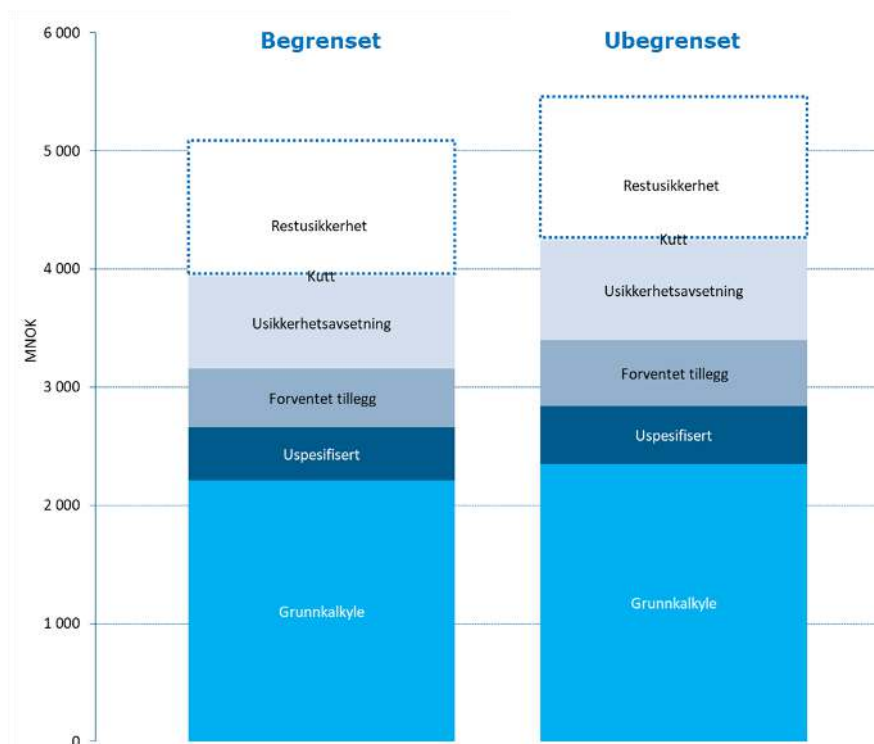 Begrenset
Ubegrenset
6 000
5 000
4 000
3 000
2 000
1 000
0
MNOK
Restusikkerhet
Kutt
Usikkerhetsavsetning
Forventet tillegg
Uspesifisert
Grunnkalkyle
Restusikkerhet
Kutt
Usikkerhetsavsetning
Forventet tillegg
Uspesifisert
Grunnkalkyle